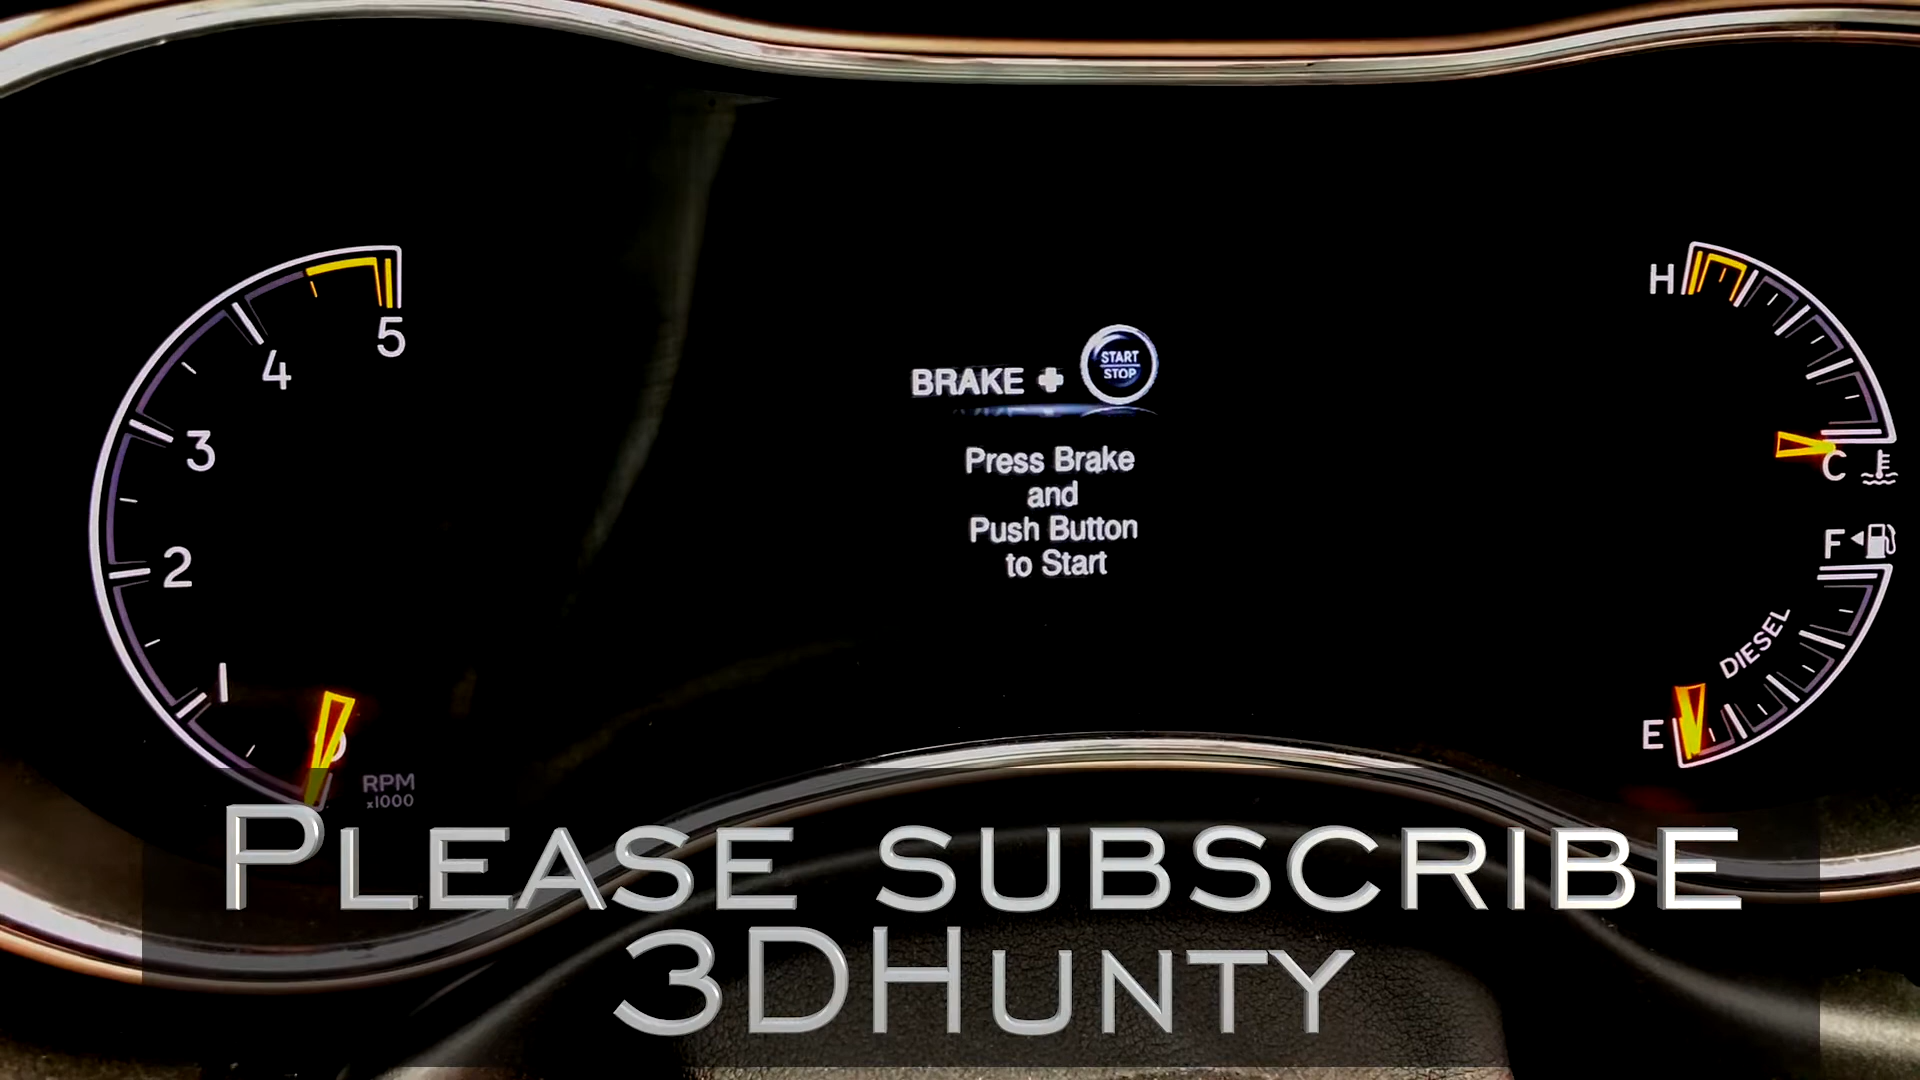 5
4
3
2
1
0
RPM
x1000
BRAKE +
START
STOP
Press Brake
and
Push Button
to Start
H
C
F
DIESEL
E
PLEASE SUBSCRIBE
3DHUNTY